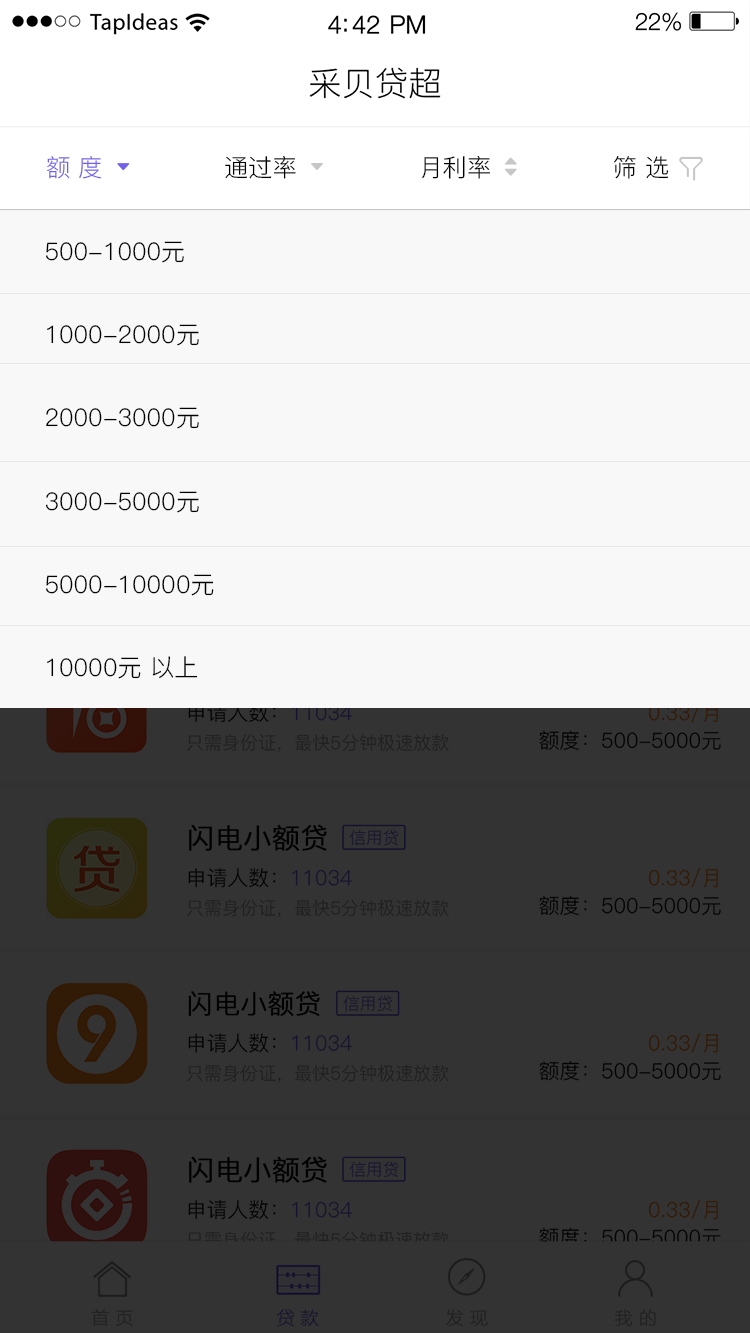 TapIdeas 4:42 PM 22%
采贝贷超
额 度 通过率 月利率 筛 选
500-1000元
1000-2000元
2000-3000元
3000-5000元
5000-10000元
10000元 以上
申请人数：11034 0.33/月
只需身份证，最快5分钟极速放款 额度：500-5000元
闪电小额贷 信用贷
贷
申请人数：11034 0.33/月
只需身份证，最快5分钟极速放款 额度：500-5000元
闪电小额贷 信用贷
9
申请人数：11034 0.33/月
只需身份证，最快5分钟极速放款 额度：500-5000元
闪电小额贷 信用贷
申请人数：11034 0.33/月
只需身份证，最快5分钟极速放款 额度：500-5000元
首 页 贷 款 发 现 我 的